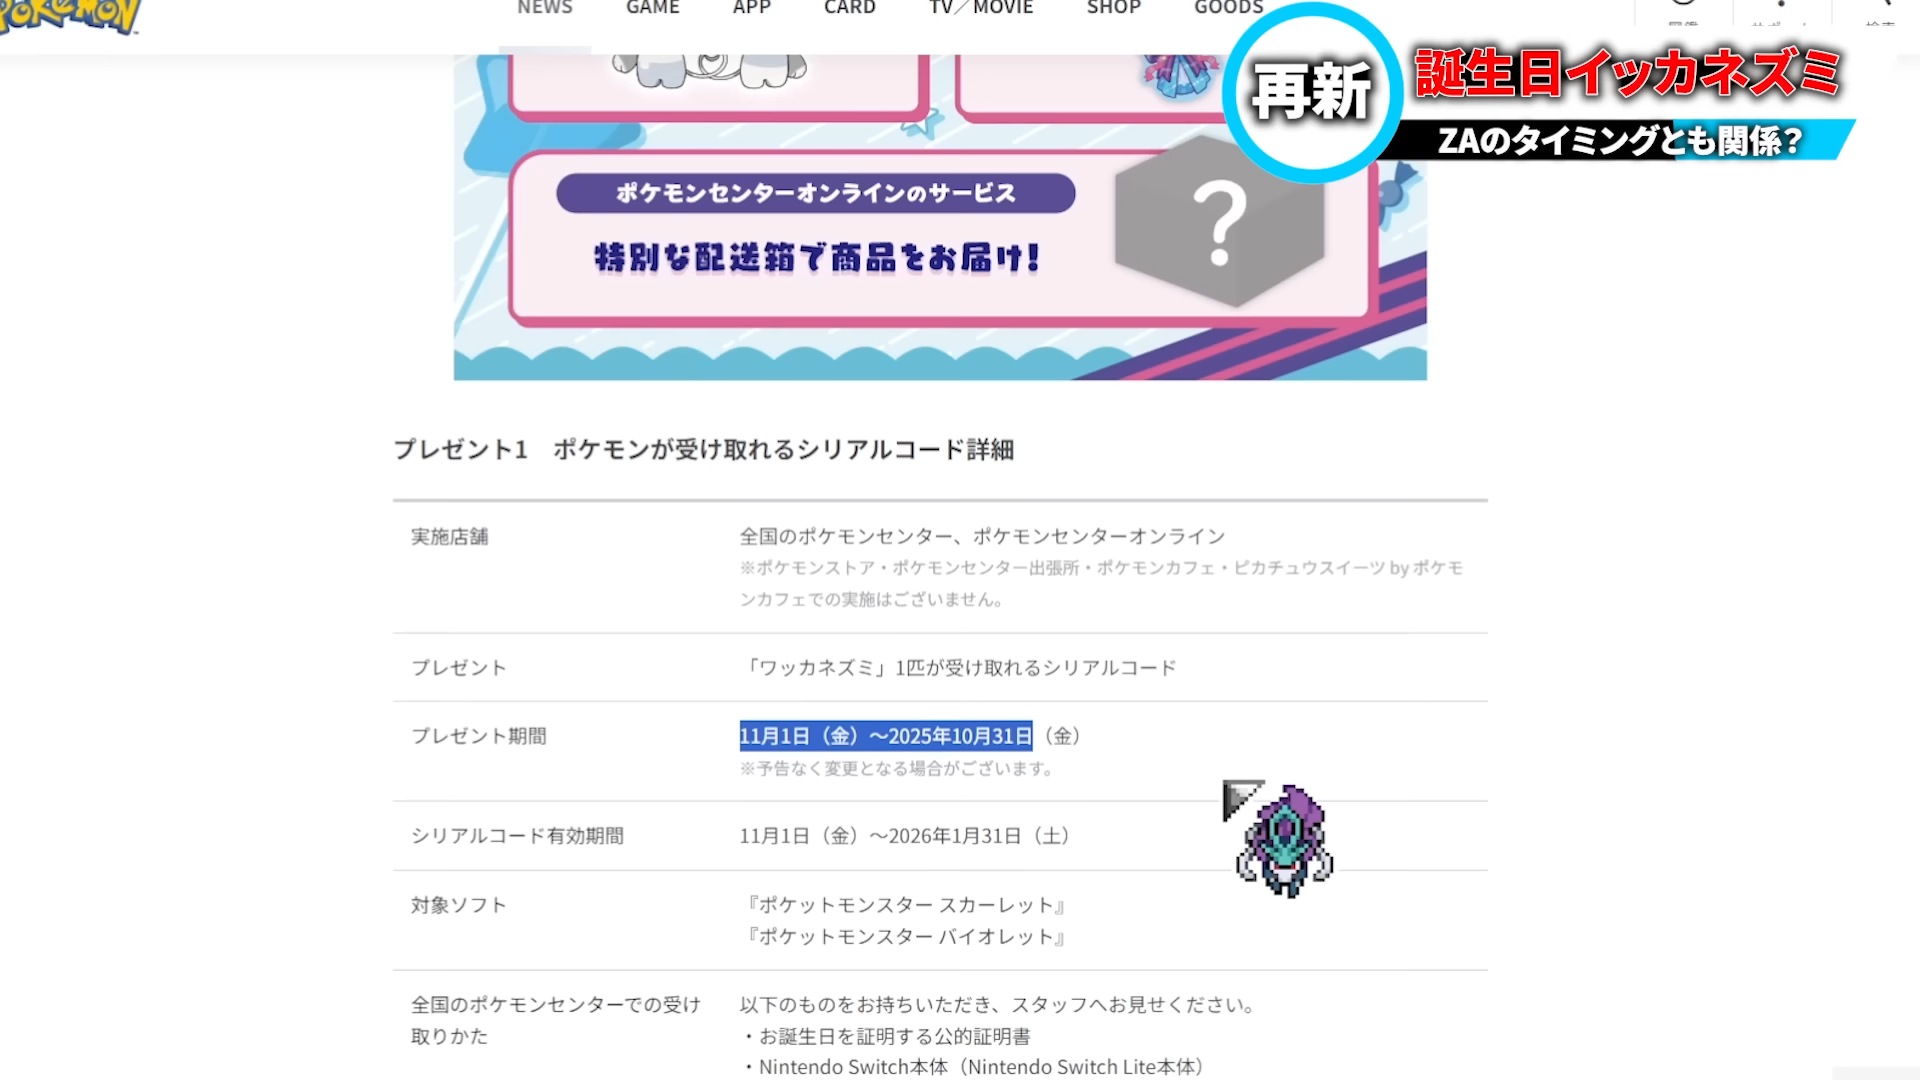 Pokémon
NEWS GAME APP CARD TV／MOVIE SHOP GOODS
再新
誕生日イッカネズミ
ZAのタイミングとも関係？
ポケモンセンターオンラインのサービス
特別な配送箱で商品をお届け！
?
プレゼント1　ポケモンが受け取れるシリアルコード詳細
実施店舗
全国のポケモンセンター、ポケモンセンターオンライン
※ポケモンストア・ポケモンセンター出張所・ポケモンカフェ・ピカチュウスイーツ by ポケモ
ンカフェでの実施はございません。
プレゼント
「ワッカネズミ」1匹が受け取れるシリアルコード
プレゼント期間
11月1日（金）～2025年10月31日（金）
※予告なく変更となる場合がございます。
シリアルコード有効期間
11月1日（金）～2026年1月31日（土）
対象ソフト
『ポケットモンスター スカーレット』
『ポケットモンスター バイオレット』
全国のポケモンセンターでの受け
取りかた
以下のものをお持ちいただき、スタッフへお見せください。
・お誕生日を証明する公的証明書
・Nintendo Switch本体（Nintendo Switch Lite本体）